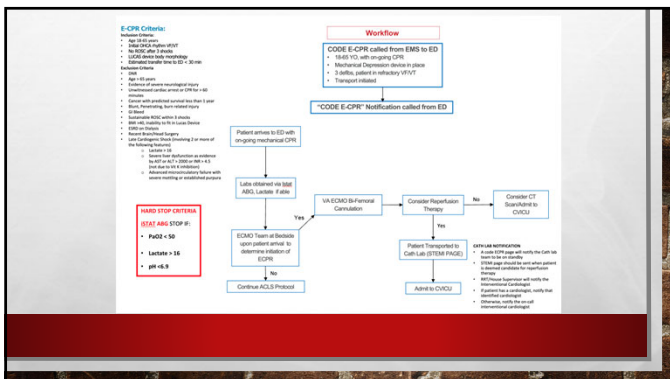 E-CPR Criteria:
Inclusion Criteria:
• Age 18-65 years
• Initial OHCA rhythm VF/VT
• No ROSC after 3 shocks
• LUCAS device body morphology
• Estimated transfer time to ED < 30 min
Exclusion Criteria:
• DNR
• Age > 65 years
• Evidence of severe neurological injury
• Unwitnessed cardiac arrest or CPR for > 60
minutes
• Cancer with predicted survival less than 1 year
• Blunt, Penetrating, burn related injury
• GI Bleed
• Sustainable ROSC within 3 shocks
• BMI >40, Inability to fit in Lucas Device
• ESRD on Dialysis
• Recent Brain/Head Surgery
• Late Cardiogenic Shock (involving 2 or more of
the following features)
○ Lactate > 16
○ Severe liver dysfunction as evidence
by AST or ALT > 2000 or INR > 4.5
(not due to Vit K inhibition).
○ Advanced microcirculatory failure with
severe mottling or established purpura
HARD STOP CRITERIA
iSTAT ABG STOP IF:
• PaO2 < 50
• Lactate > 16
• pH <6.9
Workflow
CODE E-CPR called from EMS to ED
• 18-65 YO, with on-going CPR
• Mechanical Depression device in place
• 3 defibs, patient in refractory VF/VT
• Transport initiated
"CODE E-CPR" Notification called from ED
Patient arrives to ED with
on-going mechanical CPR
Labs obtained via Istat
ABG, Lactate if able
ECMO Team at Bedside
upon patient arrival to
determine initiation of
ECPR
No
Continue ACLS Protocol
Yes
VA ECMO Bi-Femoral
Cannulation
Consider Reperfusion
Therapy
No
Consider CT
Scan/Admit to
CVICU
Yes
Patient Transported to
Cath Lab (STEMI PAGE)
Admit to CVICU
CATH LAB NOTIFICATION
• A code ECPR page will notify the Cath lab
team to be on standby
• STEMI page should be sent when patient
is deemed candidate for reperfusion
therapy
• RRT/House Supervisor will notify the
Interventional Cardiologist
• If patient has a cardiologist, notify that
identified cardiologist
• Otherwise, notify the on-call
interventional cardiologist